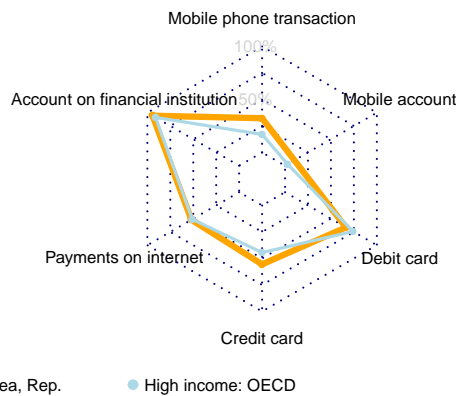 Mobile phone transaction
100%
50%
Account on financial institution
Mobile account
Payments on internet
Debit card
Credit card
ea, Rep.
High income: OECD